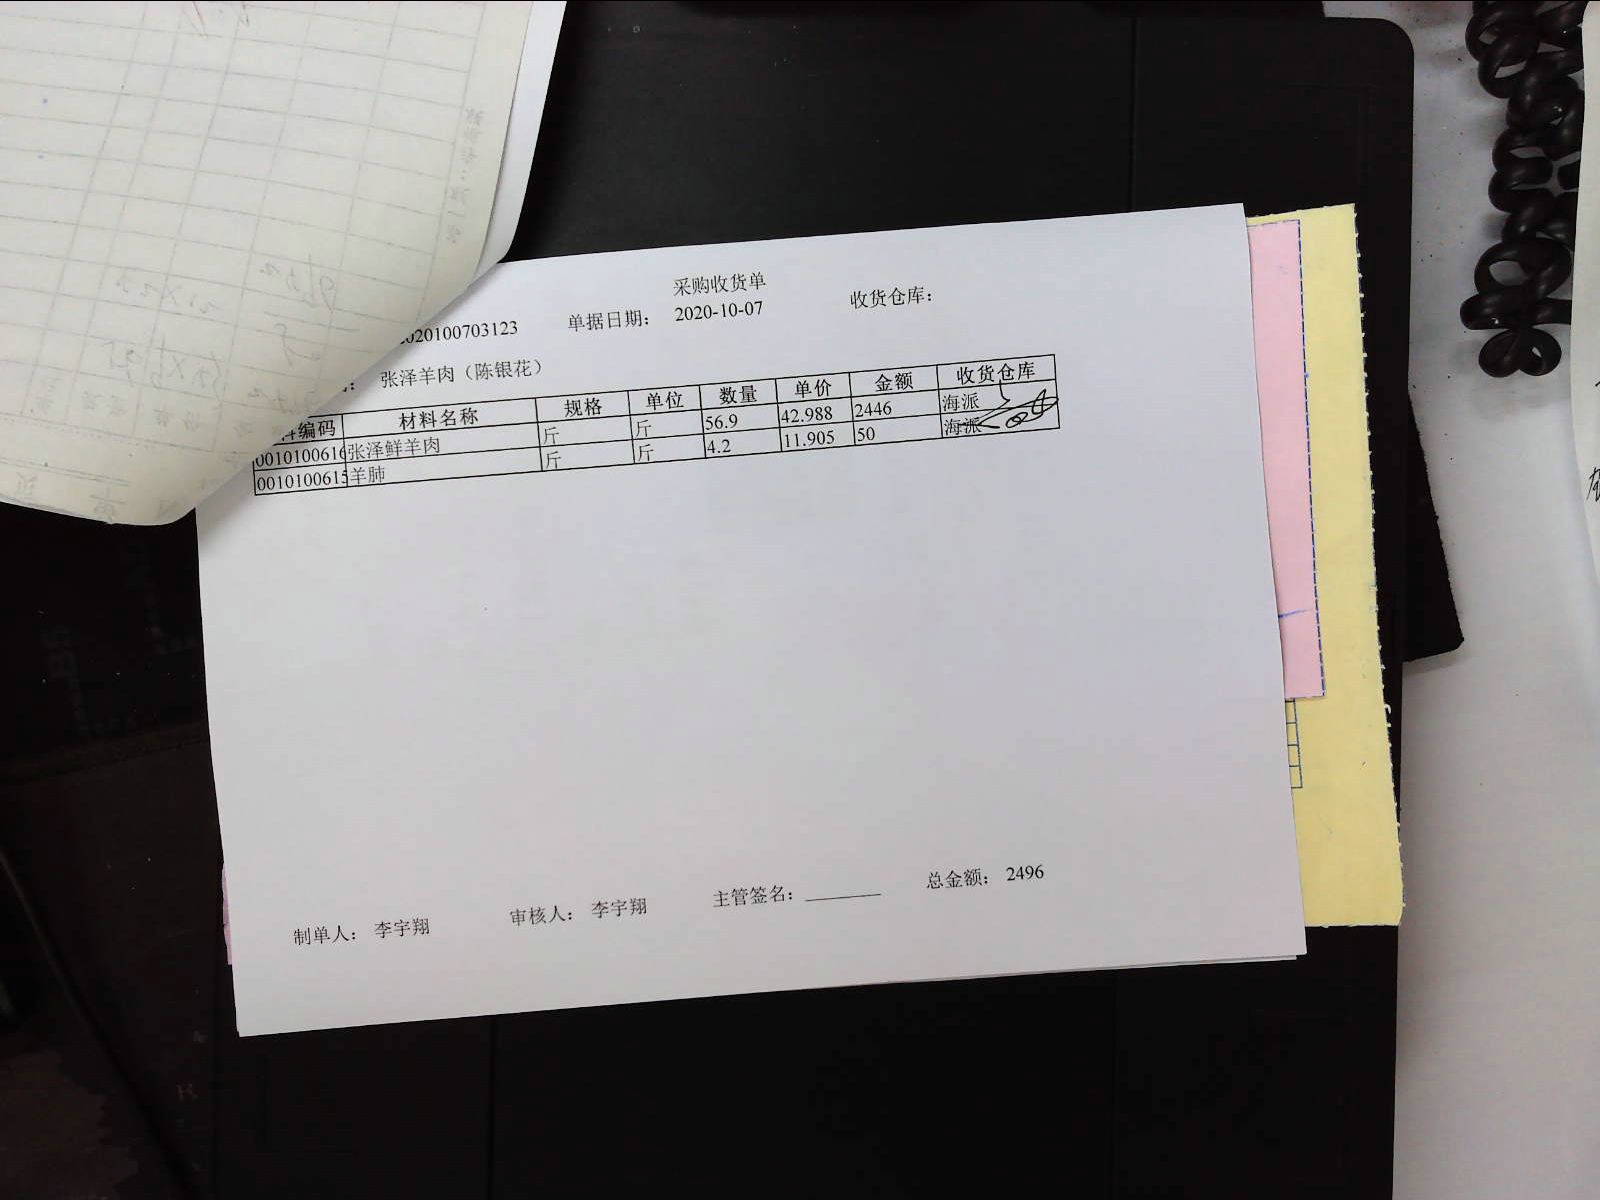 采购收货单
020100703123 单据日期: 2020-10-07 收货仓库:
: 张泽羊肉（陈银花）
编码 材料名称 规格 单位 数量 单价 金额 收货仓库
0010100616 张泽鲜羊肉 斤 斤 56.9 42.988 2446 海派
0010100615 羊肺 斤 斤 4.2 11.905 50 海派
制单人: 李宇翔 审核人: 李宇翔 主管签名: 总金额: 2496